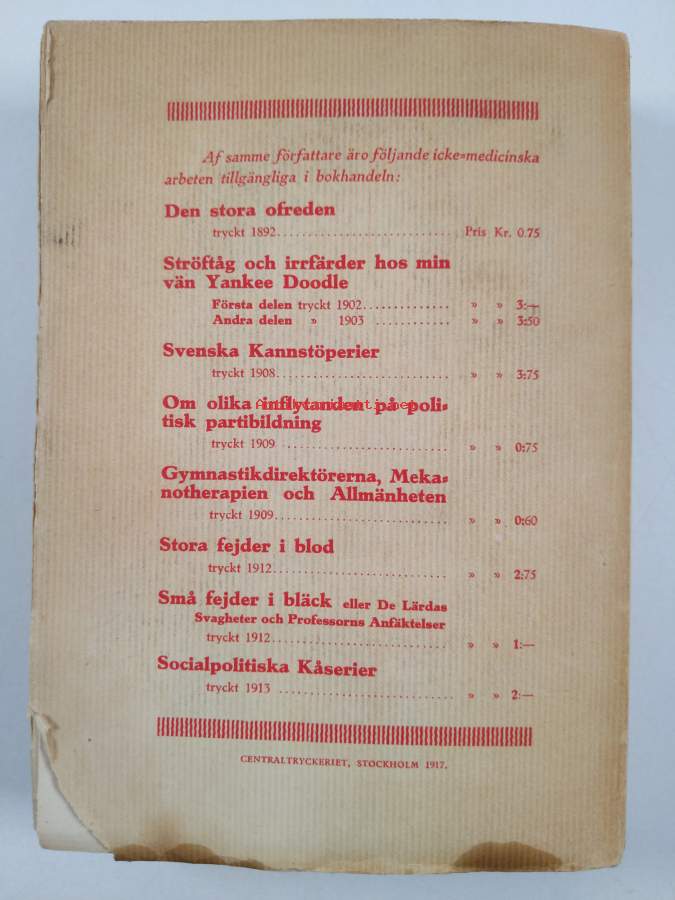 Af samme författare äro följande icke=medicinska
arbeten tillgängliga i bokhandeln:
Den stora ofreden
tryckt 1892........................... Pris Kr. 0.75
Ströftåg och irrfärder hos min
vän Yankee Doodle
Första delen tryckt 1902.............. » » 3:—
Andra delen » 1903 ............ » » 3:50
Svenska Kannstöperier
tryckt 1908........................... » » 3:75
Om olika inflytanden på poli=
tisk partibildning
tryckt 1909 .......................... » » 0:75
Gymnastikdirektörerna, Meka=
notherapien och Allmänheten
tryckt 1909........................... » » 0:60
Stora fejder i blod
tryckt 1912........................... » » 2:75
Små fejder i bläck eller De Lärdas
Svagheter och Professorns Anfäktelser
tryckt 1912........................... » » 1:—
Socialpolitiska Kåserier
tryckt 1913 .......................... » » 2:—
CENTRALTRYCKERIET, STOCKHOLM 1917.